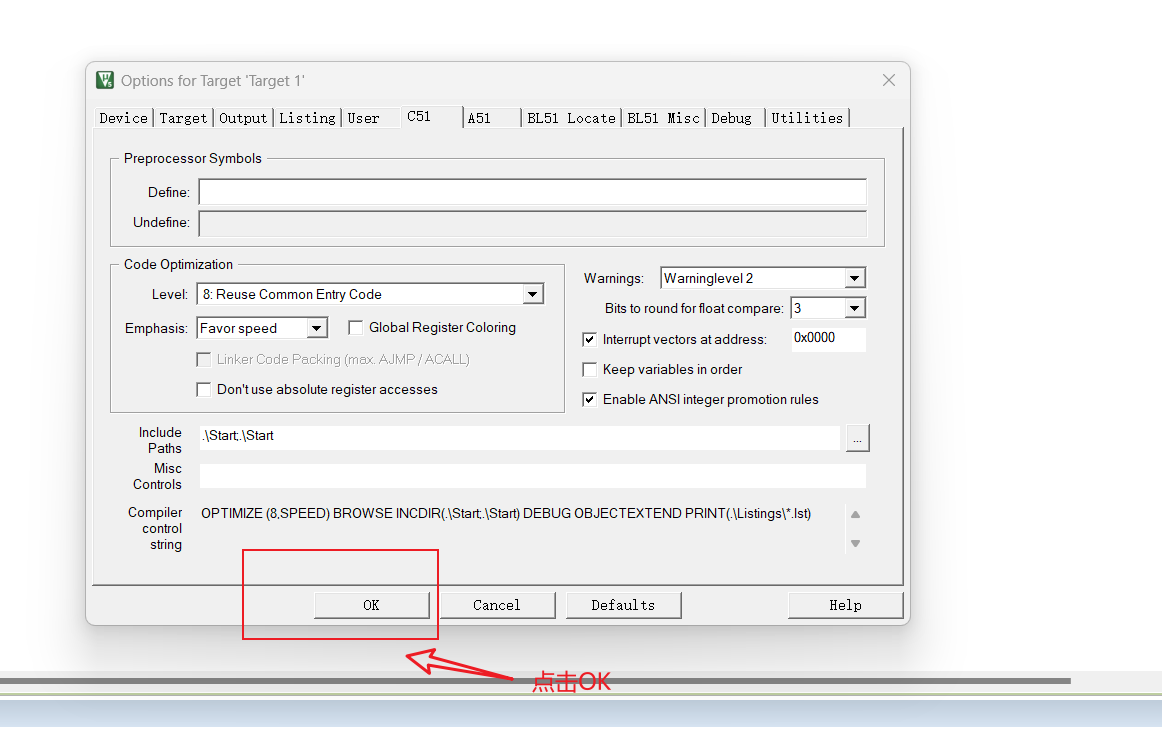 Options for Target 'Target 1'
Device Target Output Listing User C51 A51 BL51 Locate BL51 Misc Debug Utilities
Preprocessor Symbols
Define:
Undefine:
Code Optimization
Level: 8: Reuse Common Entry Code
Emphasis: Favor speed Global Register Coloring
Linker Code Packing (max. AJMP / ACALL)
Don't use absolute register accesses
Warnings: Warninglevel 2
Bits to round for float compare: 3
Interrupt vectors at address: 0x0000
Keep variables in order
Enable ANSI integer promotion rules
Include
Paths
.\Start;.\Start
...
Misc
Controls
Compiler
control
string
OPTIMIZE (8,SPEED) BROWSE INCDIR(.\Start;.\Start) DEBUG OBJECTEXTEND PRINT(.\Listings\*.lst)
OK Cancel Defaults Help
点击OK